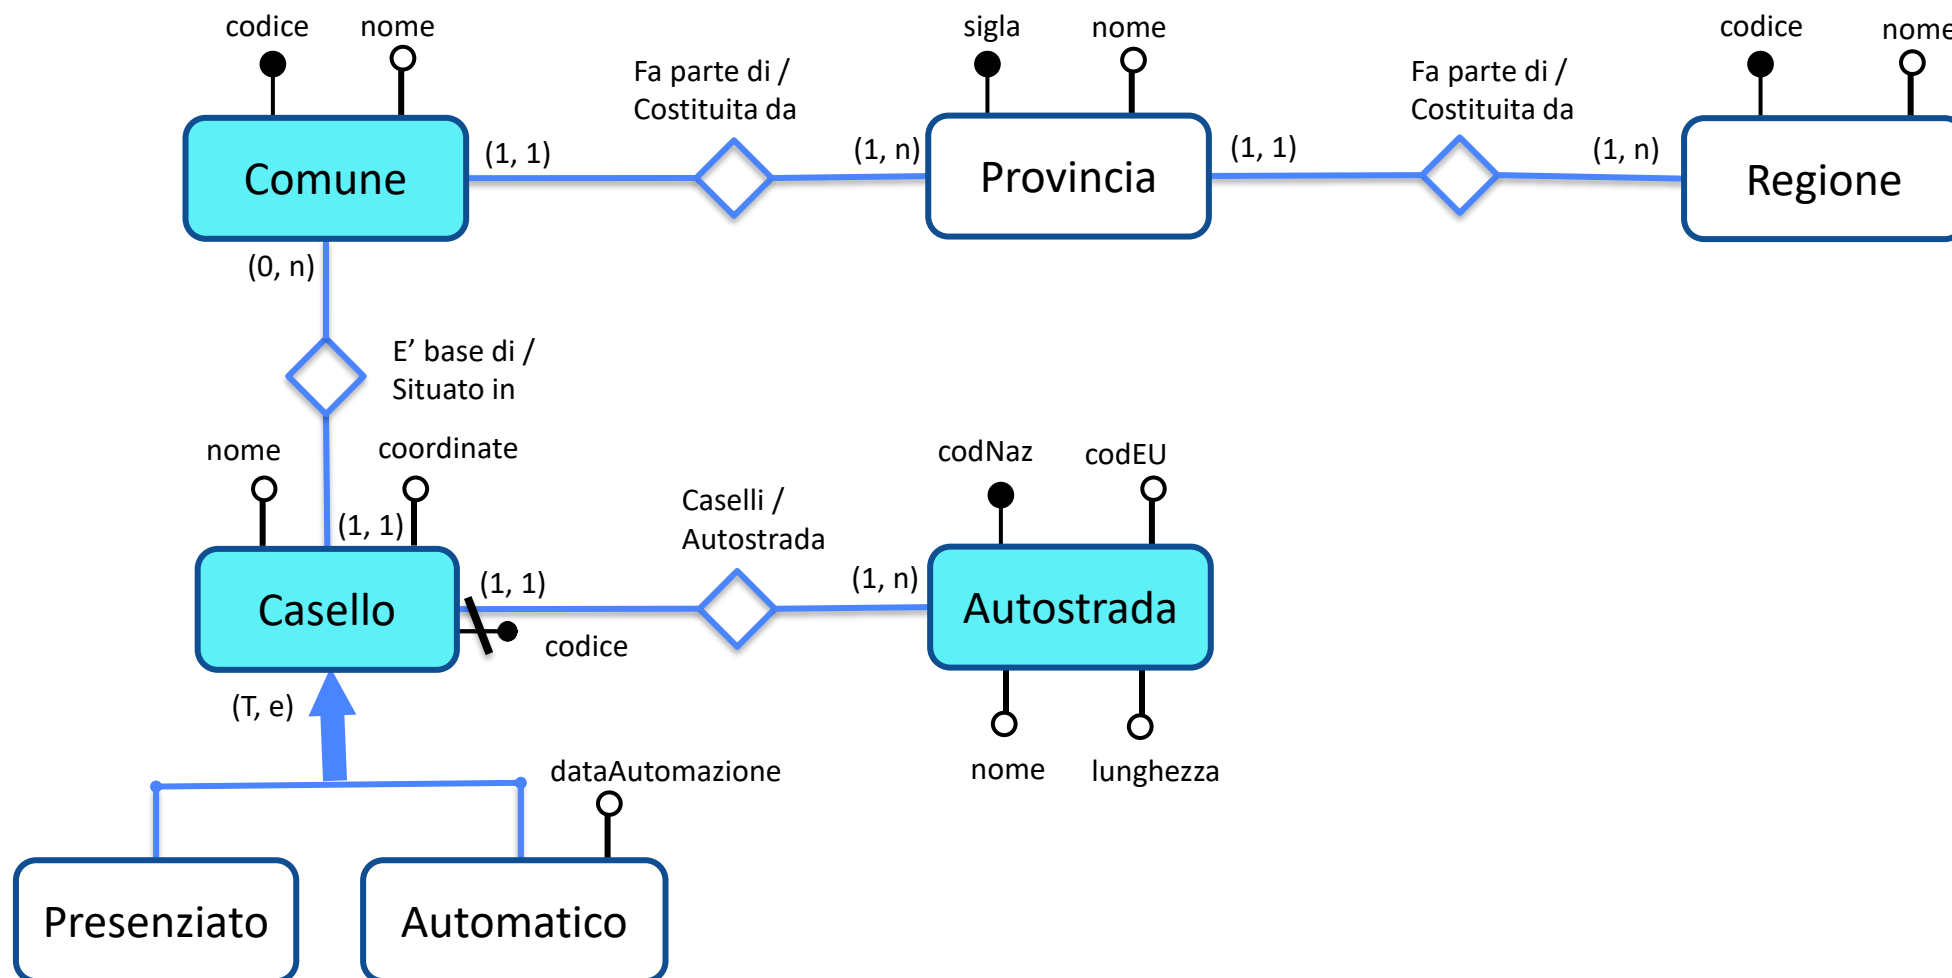 codice
nome
sigla
nome
codice
nome
Fa parte di /
Costituita da
Fa parte di /
Costituita da
Comune
(1, 1)
(1, n)
Provincia
(1, 1)
(1, n)
Regione
(0, n)
E’ base di /
Situato in
nome
coordinate
codNaz
codEU
Caselli /
Autostrada
(1, 1)
Casello
(1, 1)
(1, n)
Autostrada
codice
(T, e)
nome
lunghezza
dataAutomazione
Presenziato
Automatico